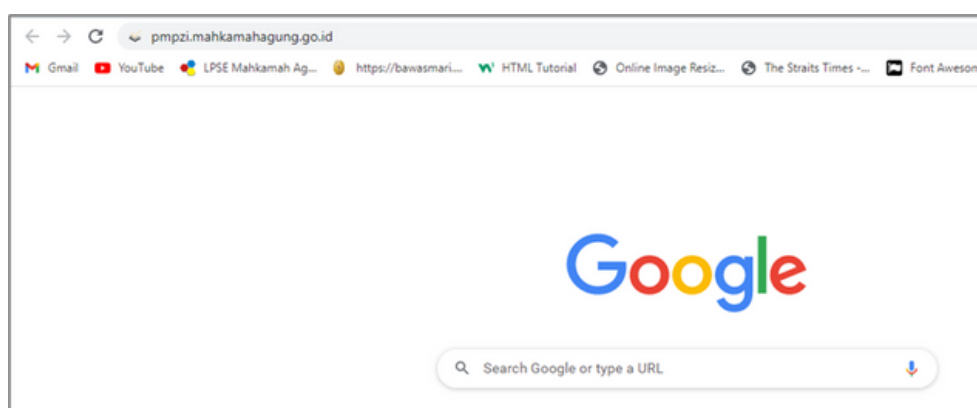 pmpzi.mahkamahagung.go.id
Gmail YouTube LPSE Mahkamah Ag... https://bawasmari.... HTML Tutorial Online Image Resiz... The Straits Times -... Font Awesom
Google
Search Google or type a URL